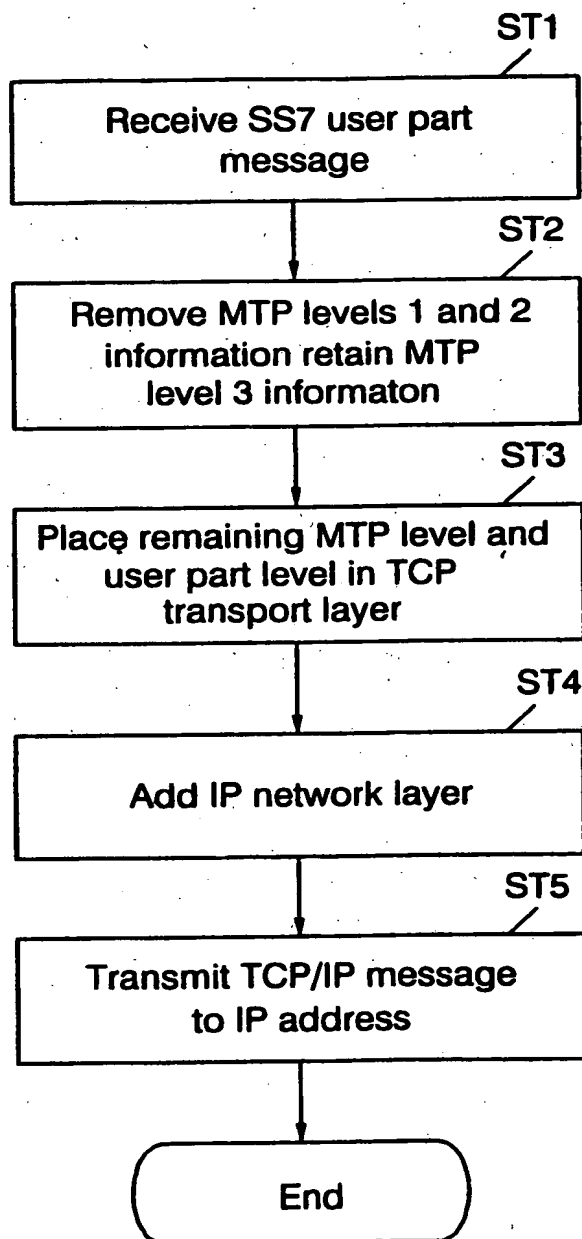 ST1
Receive SS7 user part
message
ST2
Remove MTP levels 1 and 2
information retain MTP
level 3 informaton
ST3
Place remaining MTP level and
user part level in TCP
transport layer
ST4
Add IP network layer
ST5
Transmit TCP/IP message
to IP address
End